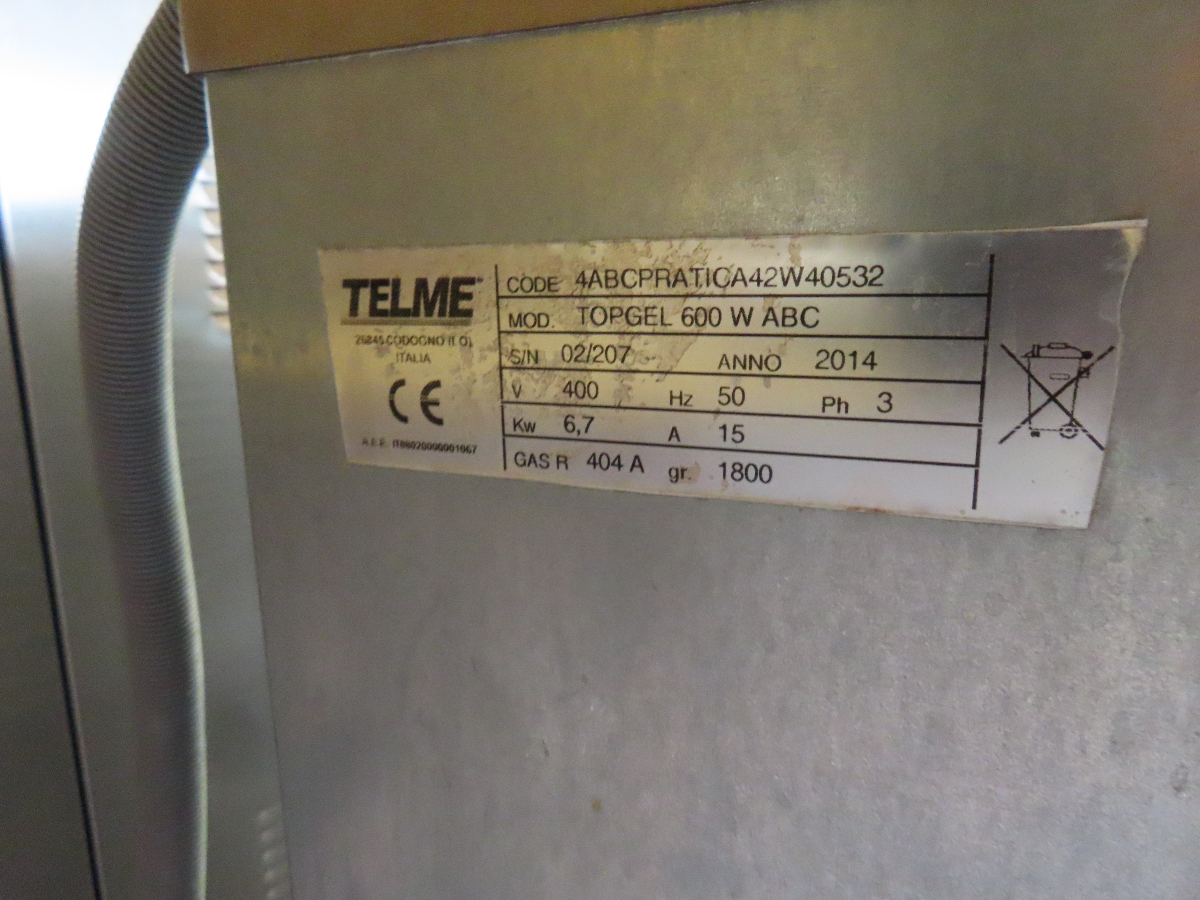 TELME
26845 CODOGNO (LO)
ITALIA
CE
A.E.E. IT08020000001067
CODE 4ABCPRATICA42W40532
MOD. TOPGEL 600 W ABC
S/N 02/207 ANNO 2014
V 400 Hz 50 Ph 3
Kw 6,7 A 15
GAS R 404 A gr. 1800